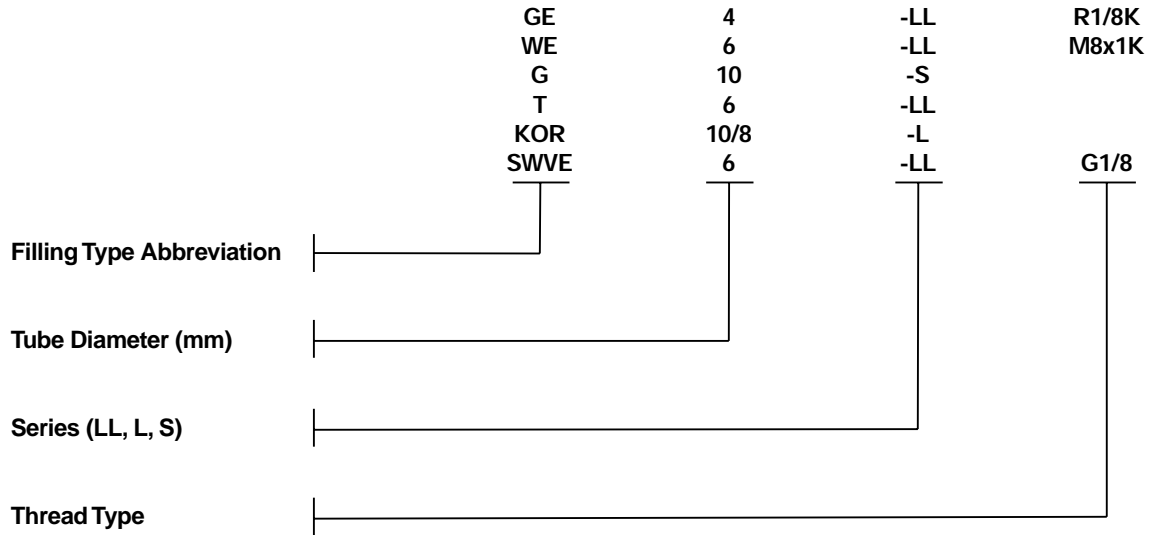 GE 4 -LL R1/8K
WE 6 -LL M8x1K
G 10 -S
T 6 -LL
KOR 10/8 -L
SWVE 6 -LL G1/8
Filling Type Abbreviation
Tube Diameter (mm)
Series (LL, L, S)
Thread Type